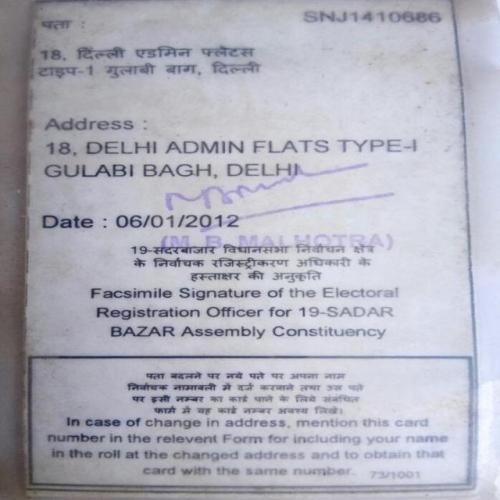 पता :
SNJ1410686
18, दिल्ली एडमिन फ्लेटस
टाइप-1 गुलाबी बाग, दिल्ली
Address :
18, DELHI ADMIN FLATS TYPE-I
GULABI BAGH, DELHI
Date : 06/01/2012
(M. B. MALHOTRA)
19-सदरबाजार विधानसभा निर्वाचन क्षेत्र
के निर्वाचक रजिस्ट्रीकरण अधिकारी के
हस्ताक्षर की अनुकृति
Facsimile Signature of the Electoral
Registration Officer for 19-SADAR
BAZAR Assembly Constituency
पता बदलने पर नये पते पर अपना नाम
निर्वाचक नामावली में दर्ज करवाने तथा उस पते
पर इसी नम्बर का कार्ड पाने के लिये संबंधित
फार्म में यह कार्ड नम्बर अवश्य लिखें।
In case of change in address, mention this card
number in the relevent Form for including your name
in the roll at the changed address and to obtain that
card with the same number. 73/1001